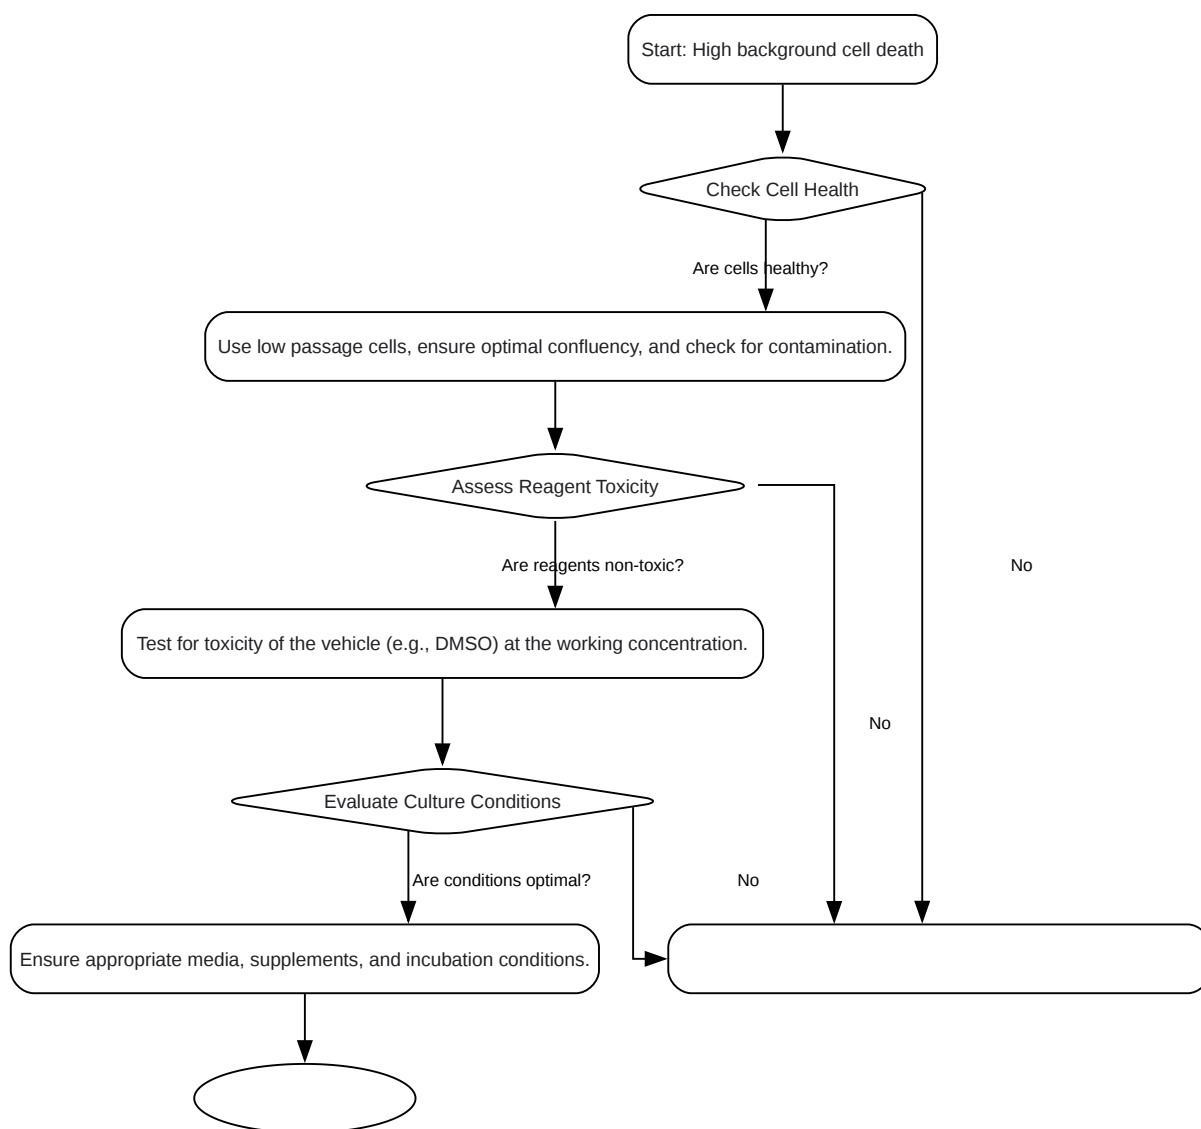 Start: High background cell death
Check Cell Health
Are cells healthy?
Use low passage cells, ensure optimal confluency, and check for contamination.
Assess Reagent Toxicity
Are reagents non-toxic?
No
Test for toxicity of the vehicle (e.g., DMSO) at the working concentration.
No
Evaluate Culture Conditions
Are conditions optimal?
No
Ensure appropriate media, supplements, and incubation conditions.